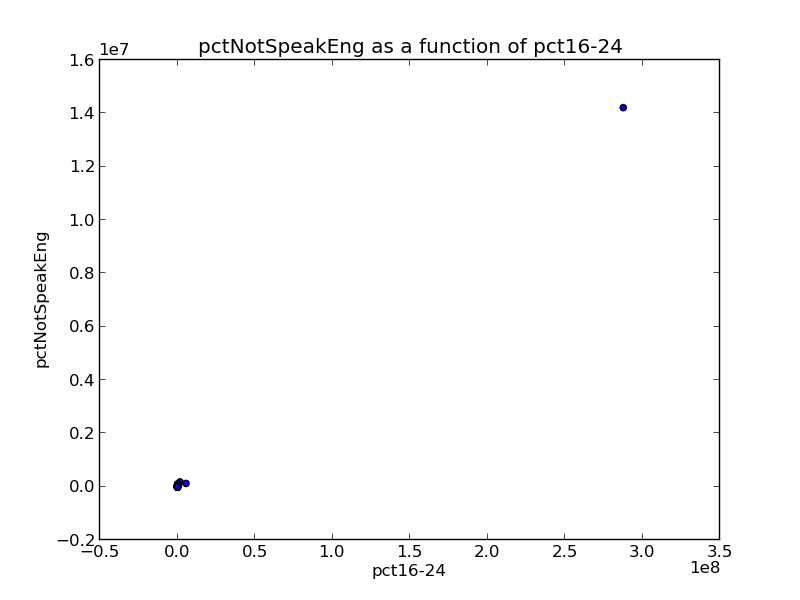 pctNotSpeakEng as a function of pct16-24
1e7
1.6
1.4
1.2
1.0
0.8
0.6
0.4
0.2
0.0
−0.2
pctNotSpeakEng
−0.5 0.0 0.5 1.0 1.5 2.0 2.5 3.0 3.5
1e8
pct16-24